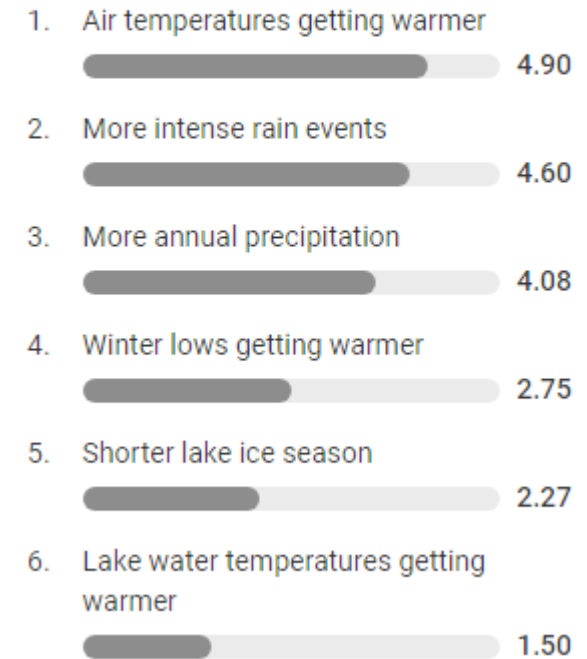 1. Air temperatures getting warmer
4.90
2. More intense rain events
4.60
3. More annual precipitation
4.08
4. Winter lows getting warmer
2.75
5. Shorter lake ice season
2.27
6. Lake water temperatures getting
warmer
1.50